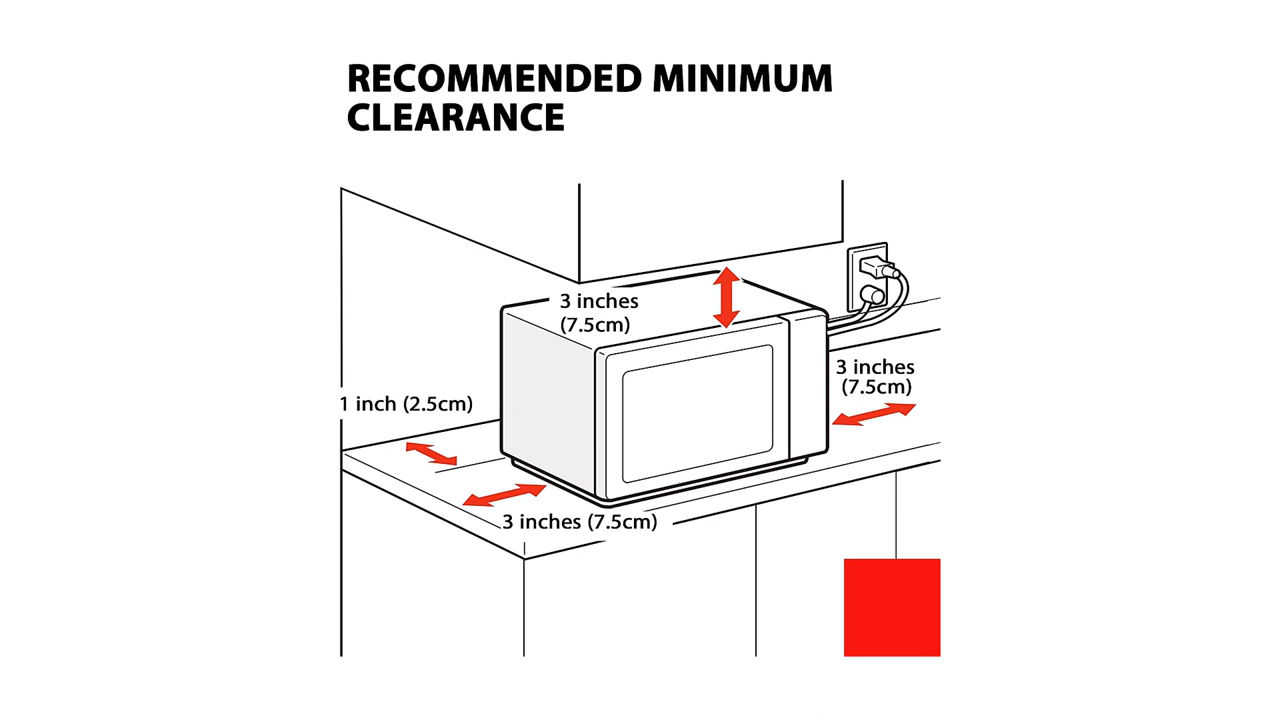 RECOMMENDED MINIMUM
CLEARANCE
3 inches
(7.5cm)
3 inches
(7.5cm)
1 inch (2.5cm)
3 inches (7.5cm)